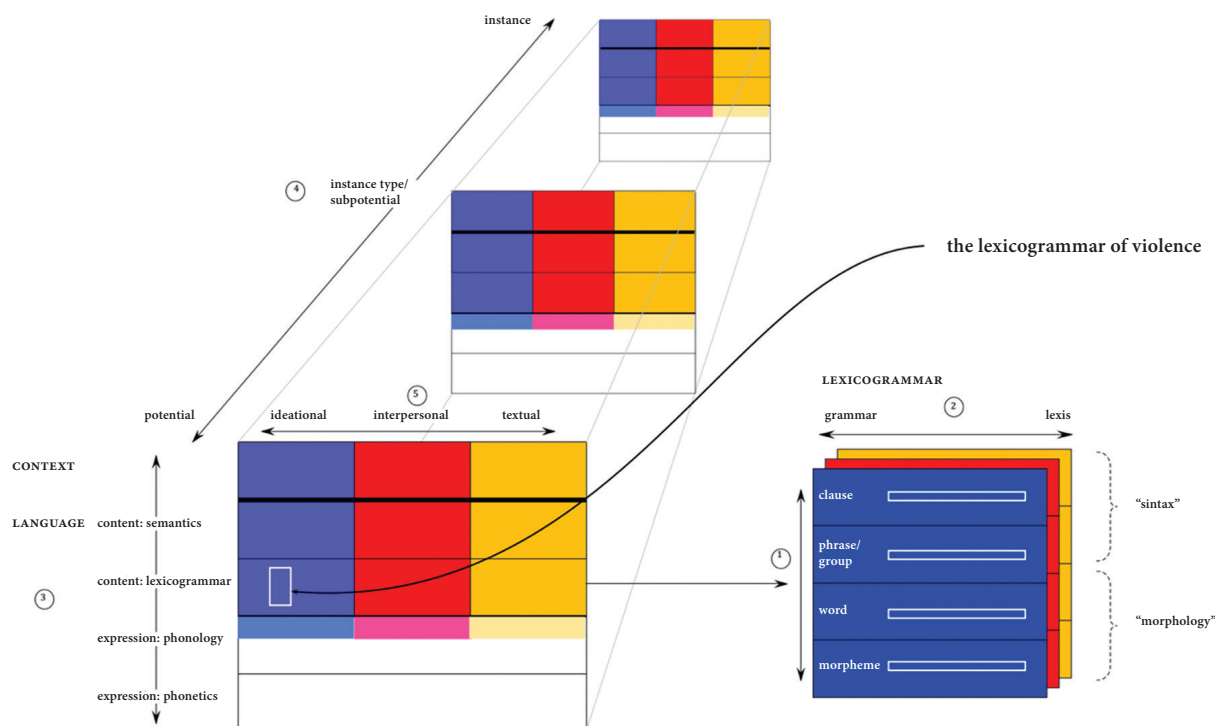 instance
④
instance type/
subpotential
the lexicogrammar of violence
⑤
potential
ideational
interpersonal
textual
LEXICOGRAMMAR
②
grammar
lexis
CONTEXT
LANGUAGE
content: semantics
content: lexicogrammar
③
expression: phonology
expression: phonetics
①
clause
phrase/
group
word
morpheme
“sintax”
“morphology”